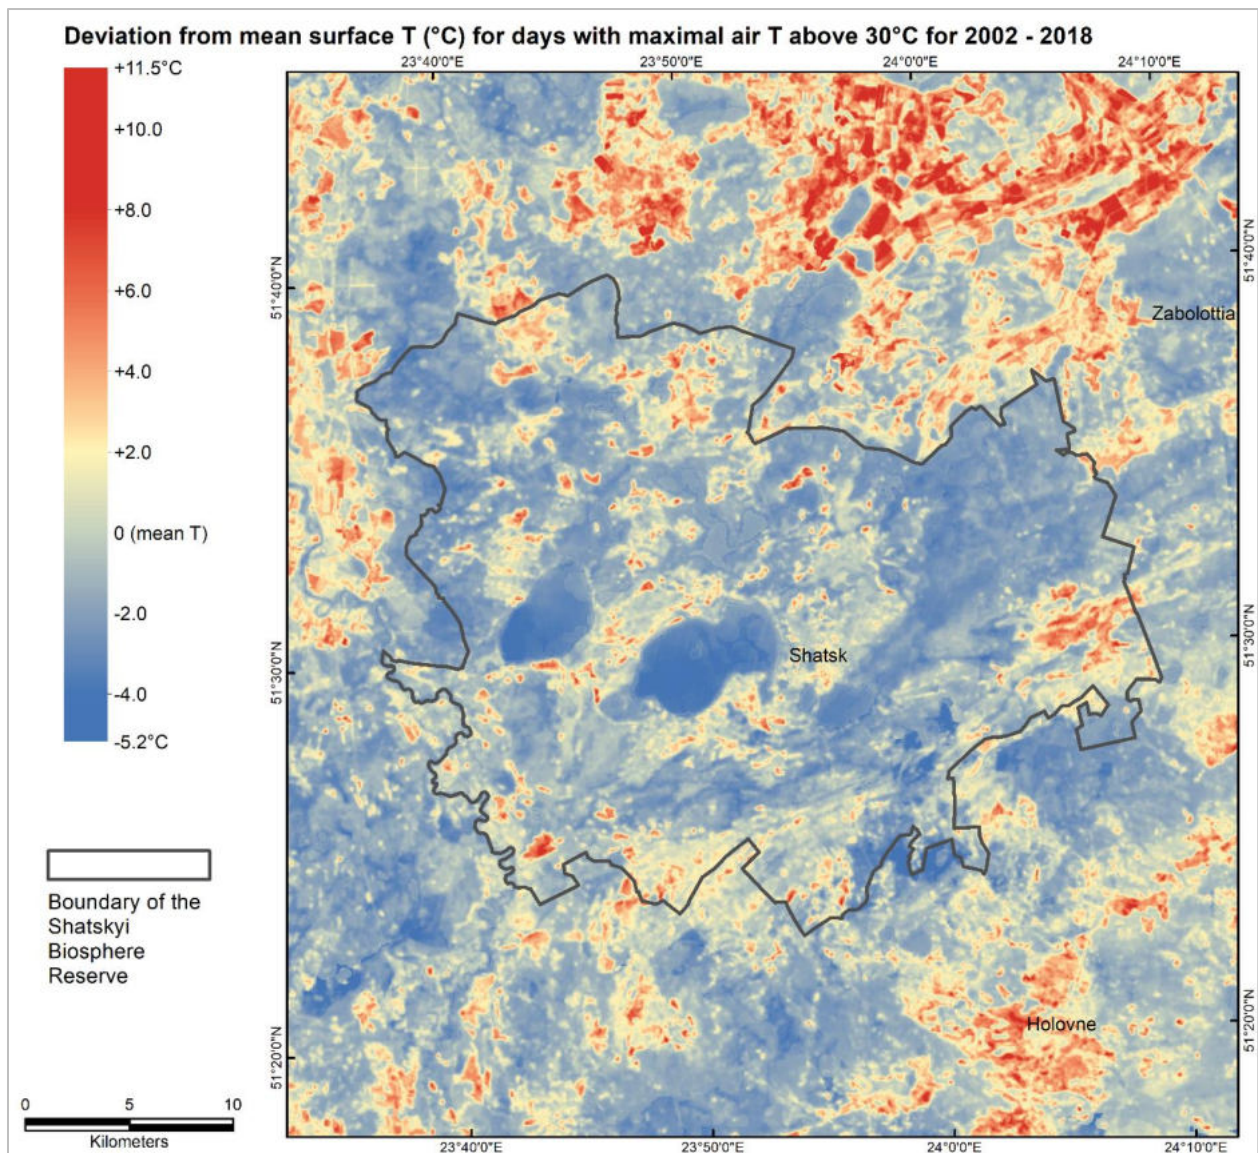 Deviation from mean surface T (°C) for days with maximal air T above 30°C for 2002 - 2018
23°40'0"E 23°50'0"E 24°0'0"E 24°10'0"E
+11.5°C
+10.0
+8.0
+6.0
+4.0
+2.0
0 (mean T)
-2.0
-4.0
-5.2°C
51°40'0"N
51°30'0"N
51°20'0"N
51°40'0"N
51°30'0"N
51°20'0"N
Zabolottia
Shatsk
Holovne
Boundary of the
Shatskyi
Biosphere
Reserve
0 5 10
Kilometers
23°40'0"E 23°50'0"E 24°0'0"E 24°10'0"E